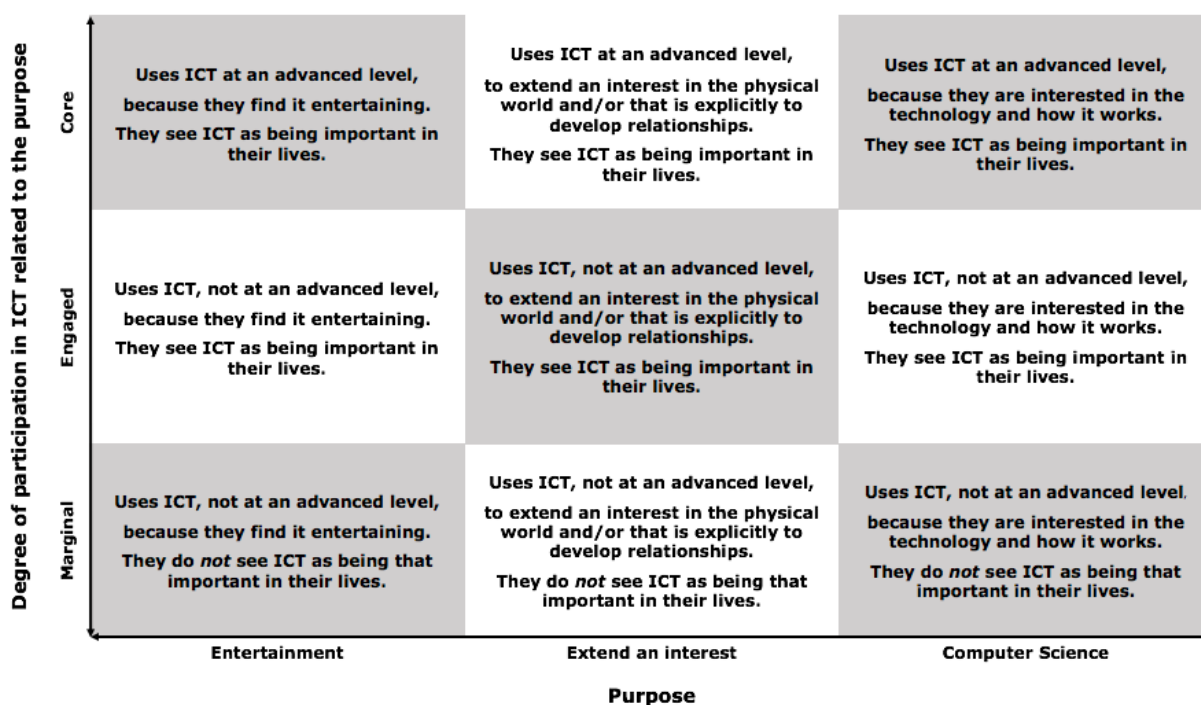 Degree of participation in ICT related to the purpose
Core
Uses ICT at an advanced level,
because they find it entertaining.
They see ICT as being important in
their lives.
Uses ICT at an advanced level,
to extend an interest in the physical
world and/or that is explicitly to
develop relationships.
They see ICT as being important in
their lives.
Uses ICT at an advanced level,
because they are interested in the
technology and how it works.
They see ICT as being important in
their lives.
Engaged
Uses ICT, not at an advanced level,
because they find it entertaining.
They see ICT as being important in
their lives.
Uses ICT, not at an advanced level,
to extend an interest in the physical
world and/or that is explicitly to
develop relationships.
They see ICT as being important in
their lives.
Uses ICT, not at an advanced level,
because they are interested in the
technology and how it works.
They see ICT as being important in
their lives.
Marginal
Uses ICT, not at an advanced level,
because they find it entertaining.
They do not see ICT as being that
important in their lives.
Uses ICT, not at an advanced level,
to extend an interest in the physical
world and/or that is explicitly to
develop relationships.
They do not see ICT as being that
important in their lives.
Uses ICT, not at an advanced level.
because they are interested in the
technology and how it works.
They do not see ICT as being that
important in their lives.
Entertainment
Extend an interest
Computer Science
Purpose